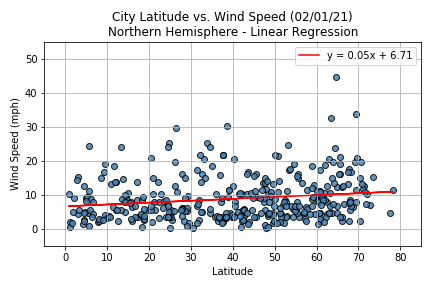 City Latitude vs. Wind Speed (02/01/21)
Northern Hemisphere - Linear Regression
y = 0.05x + 6.71
50
40
30
20
10
0
Wind Speed (mph)
0 10 20 30 40 50 60 70 80
Latitude